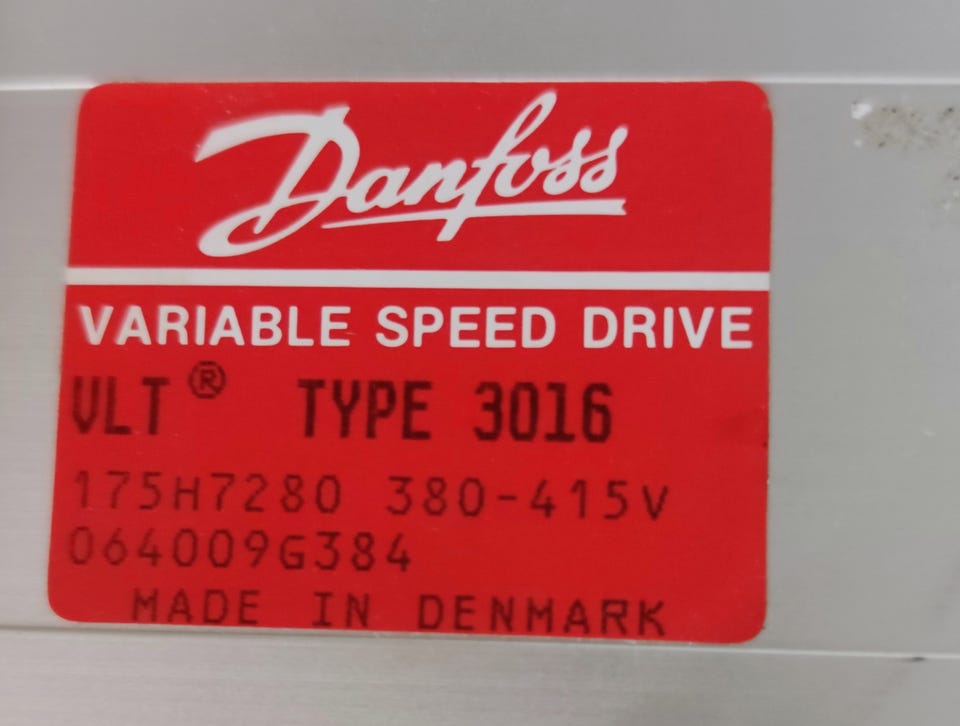 Danfoss
VARIABLE SPEED DRIVE
VLT® TYPE 3016
175H7280 380-415V
064009G384
MADE IN DENMARK